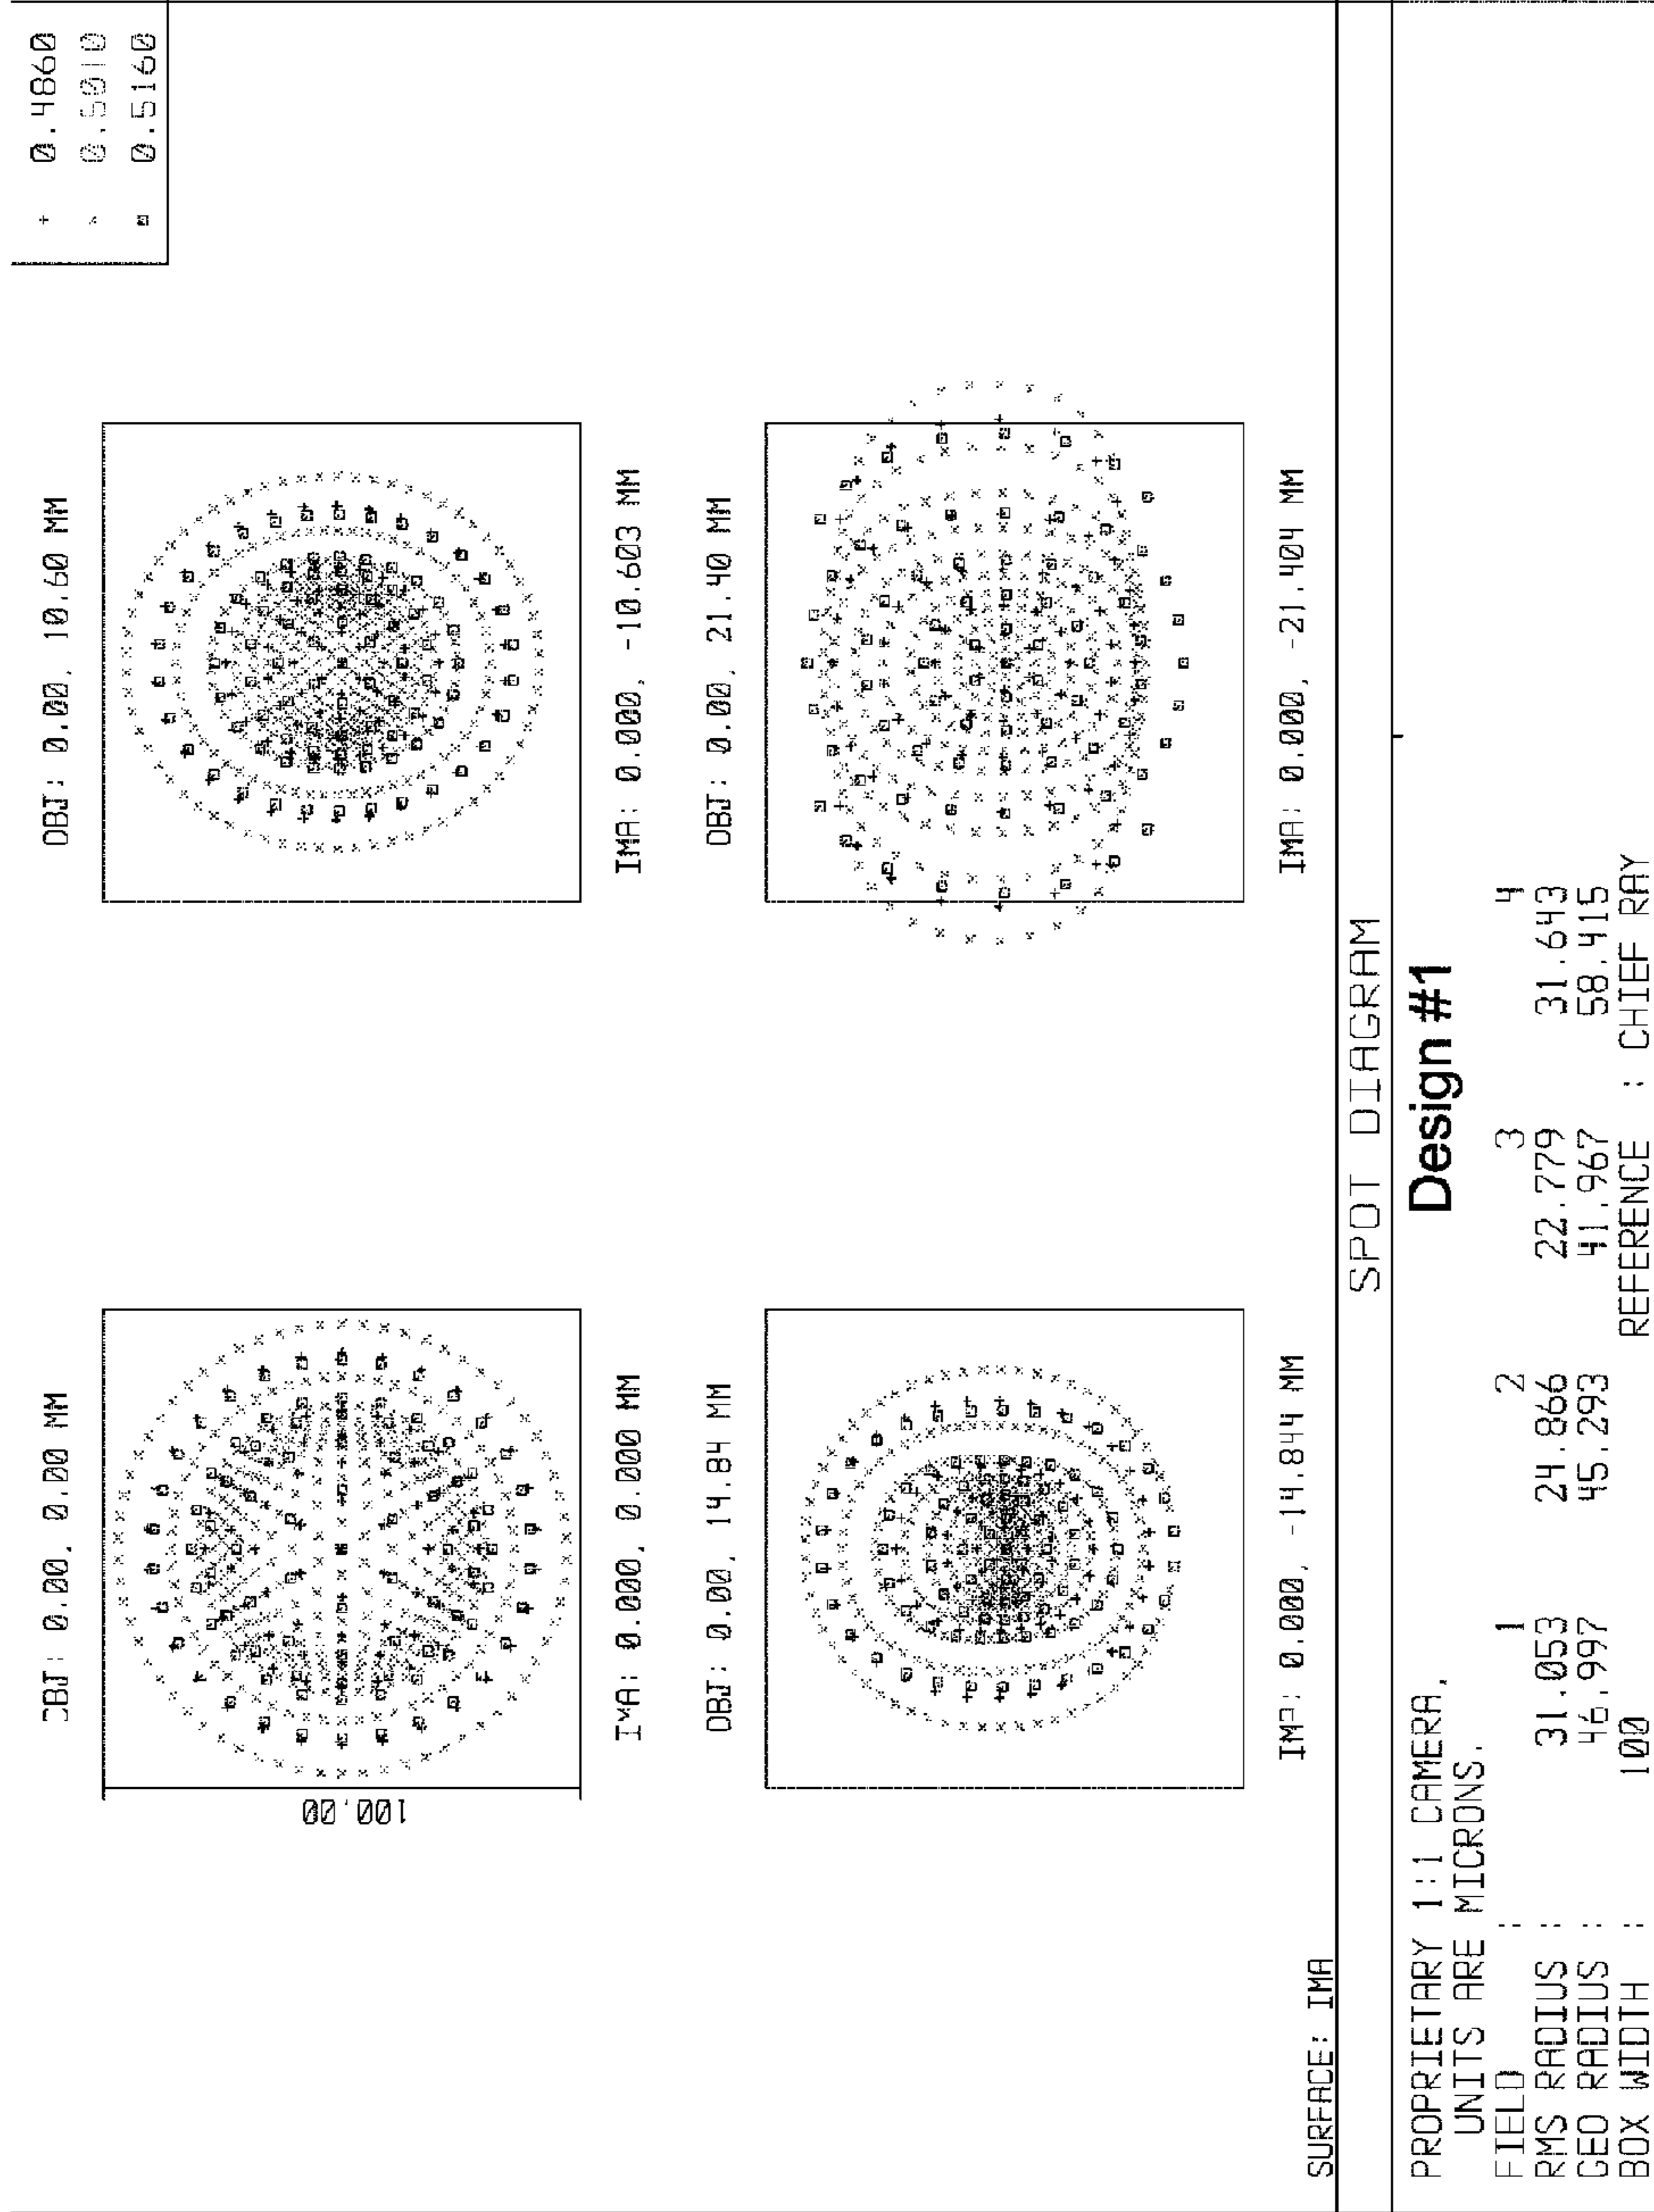 + 0.4860
× 0.5010
¤ 0.5160
OBJ: 0.00, 0.00 MM
OBJ: 0.00, 10.60 MM
100.00
IMA: 0.000, 0.000 MM
IMA: 0.000, -10.603 MM
OBJ: 0.00, 14.84 MM
OBJ: 0.00, 21.40 MM
IMA: 0.000, -14.844 MM
IMA: 0.000, -21.404 MM
SURFACE: IMA
SPOT DIAGRAM
PROPRIETARY 1:1 CAMERA,
Design #1
UNITS ARE MICRONS.
FIELD : 1 2 3 4
RMS RADIUS : 31.053 24.866 22.779 31.643
GEO RADIUS : 46.997 45.293 41.967 58.415
BOX WIDTH : 100 REFERENCE : CHIEF RAY